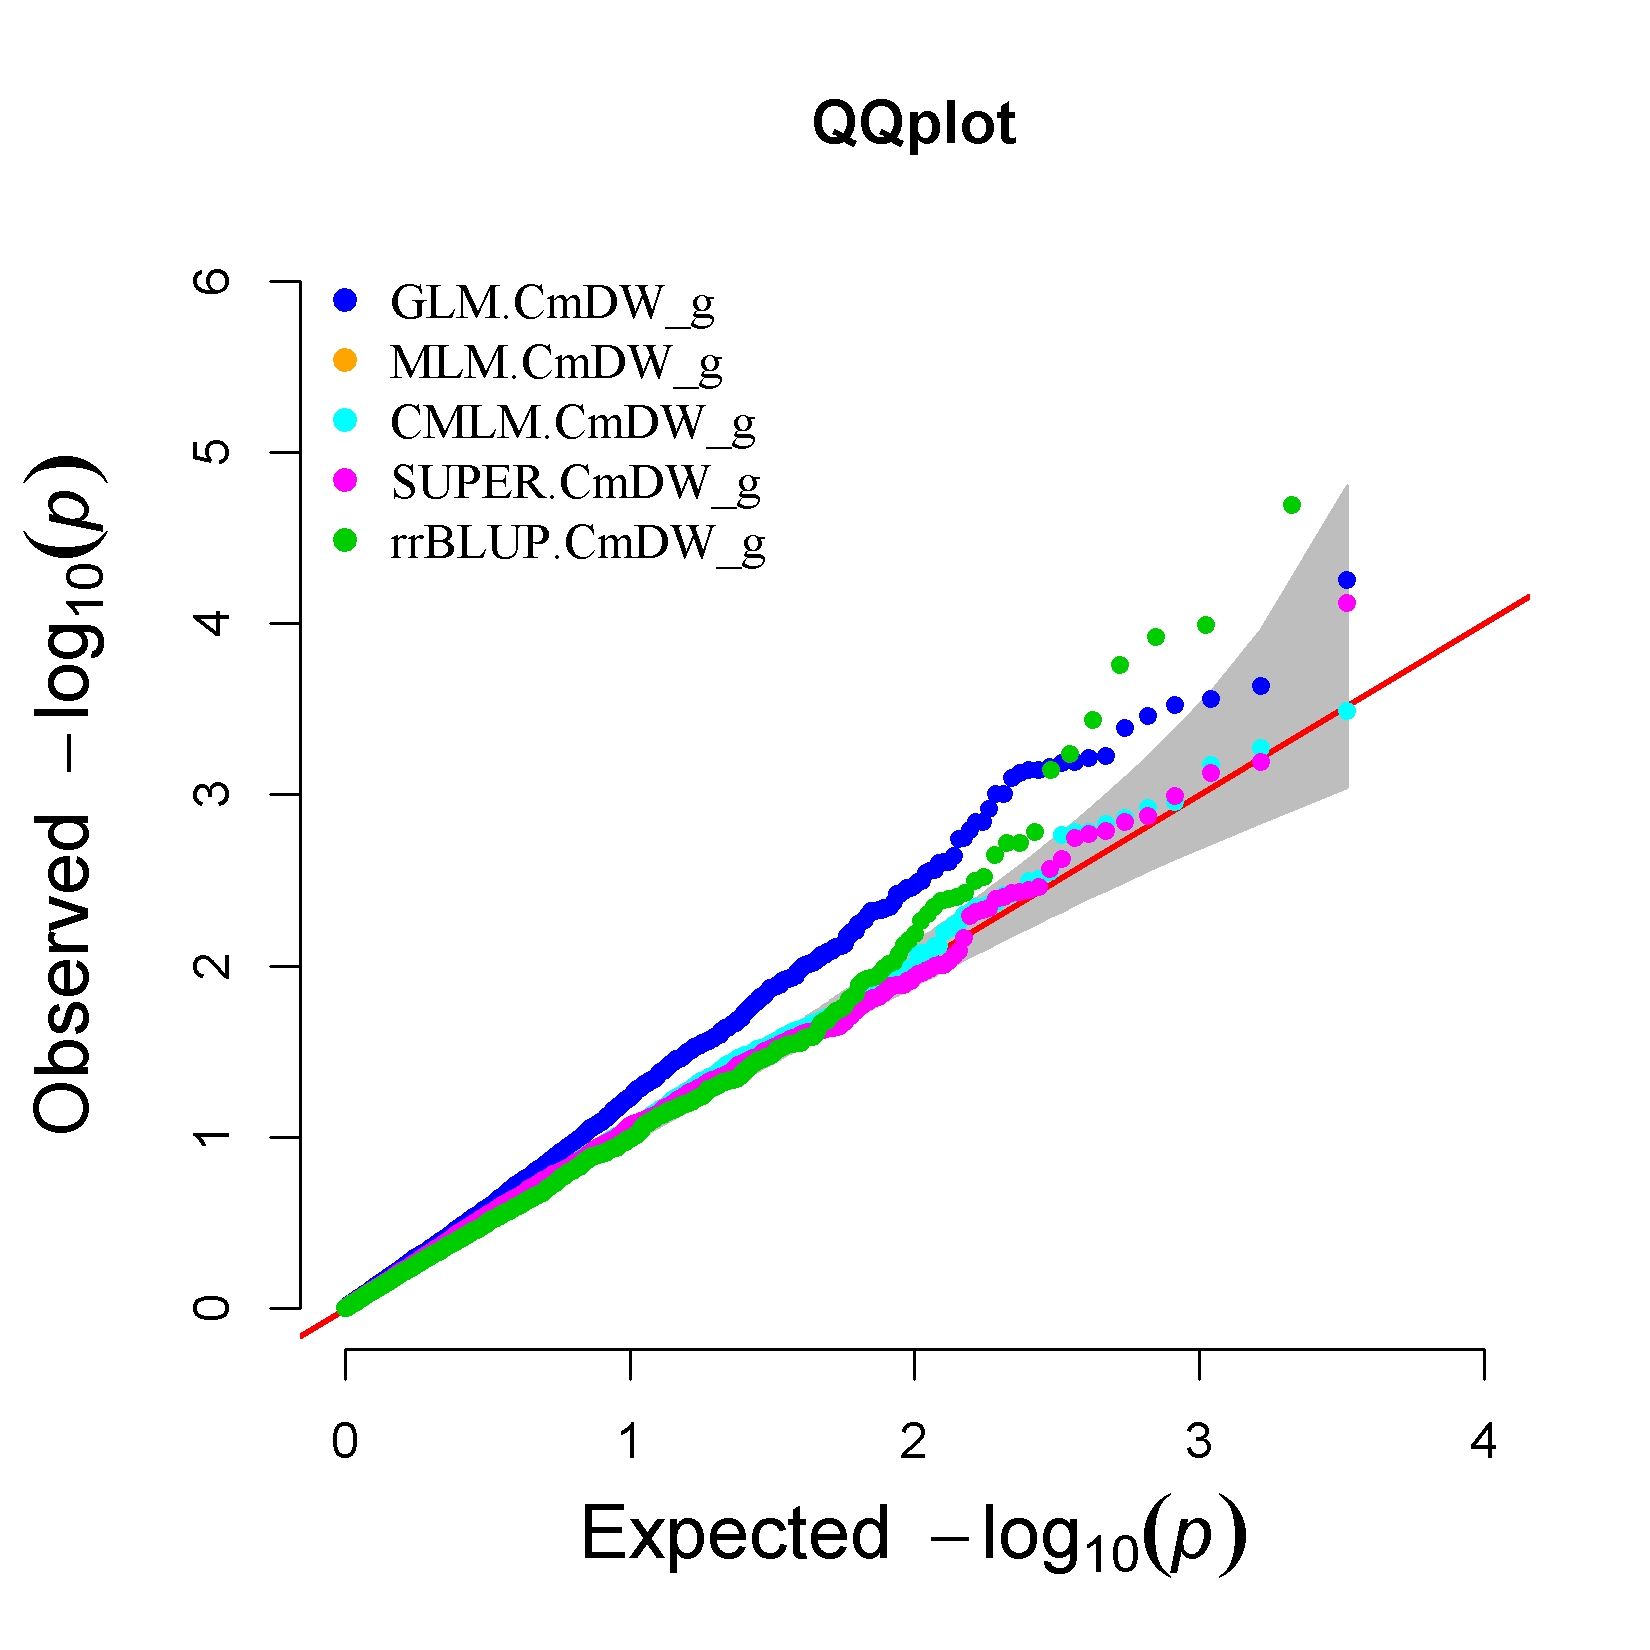 QQplot
GLM.CmDW_g
MLM.CmDW_g
CMLM.CmDW_g
SUPER.CmDW_g
rrBLUP.CmDW_g
Observed −log10(p)
6
5
4
3
2
1
0
0 1 2 3 4
Expected −log10(p)